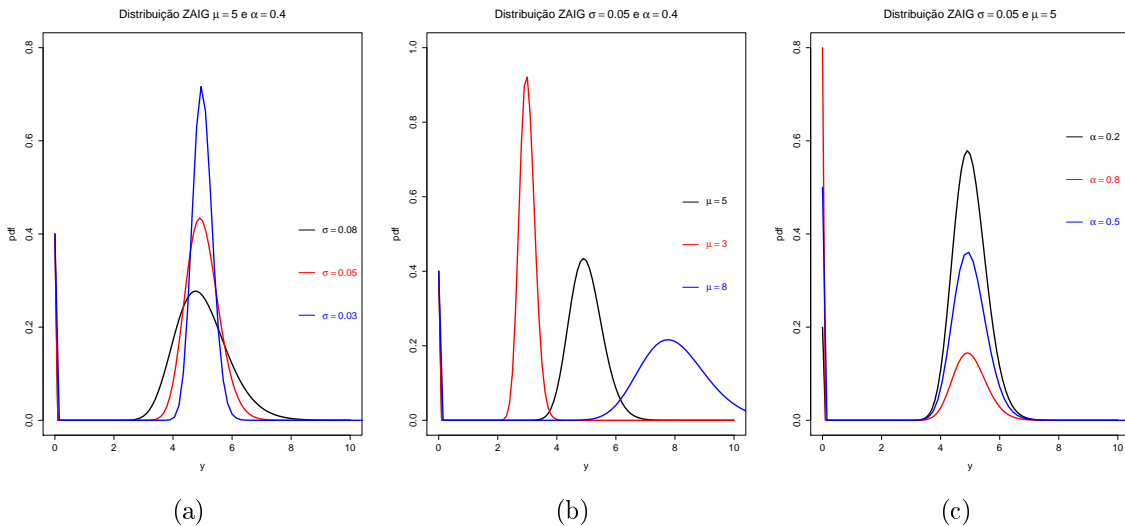 Distribuição ZAIG μ = 5 e α = 0.4
pdf
0.0
0.2
0.4
0.6
0.8
σ = 0.08
σ = 0.05
σ = 0.03
0
2
4
6
8
10
y
(a)
Distribuição ZAIG σ = 0.05 e α = 0.4
pdf
0.0
0.2
0.4
0.6
0.8
1.0
μ = 5
μ = 3
μ = 8
0
2
4
6
8
10
y
(b)
Distribuição ZAIG σ = 0.05 e μ = 5
pdf
0.0
0.2
0.4
0.6
0.8
α = 0.2
α = 0.8
α = 0.5
0
2
4
6
8
10
y
(c)